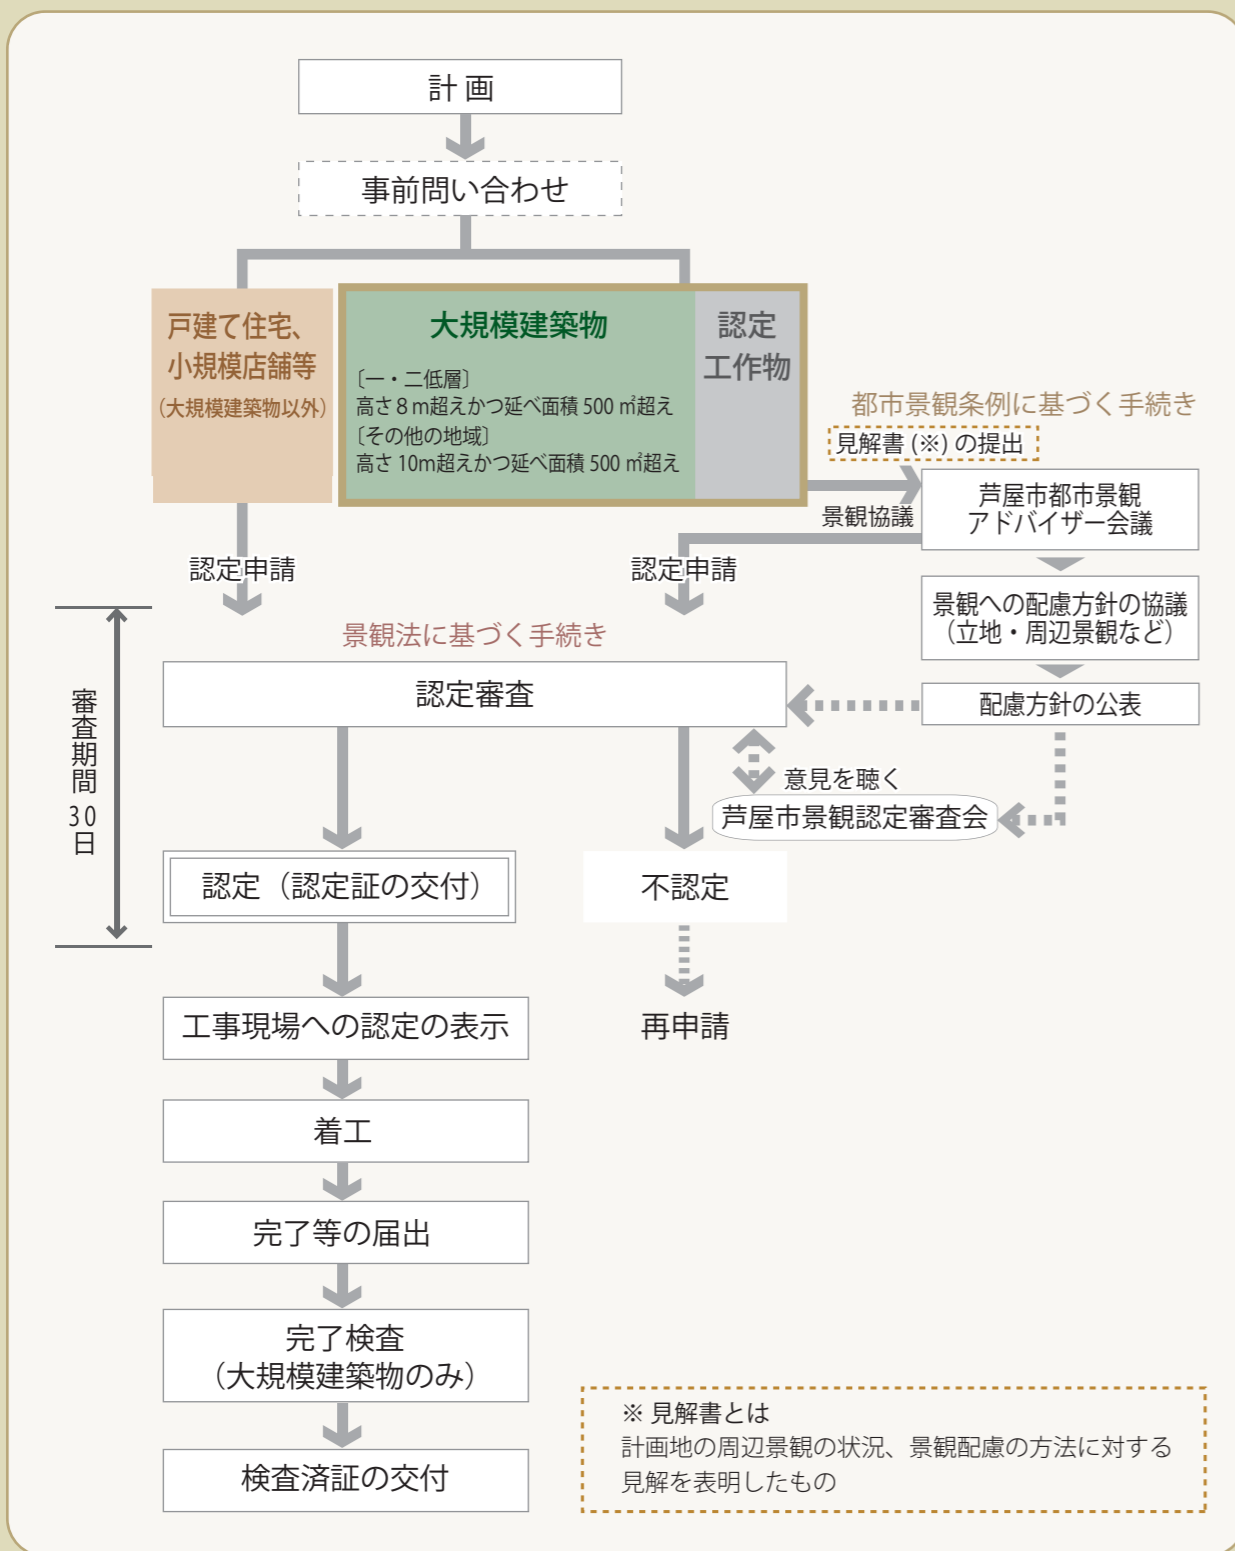 計 画
事前問い合わせ
戸建て住宅、
小規模店舗等
（大規模建築物以外）
大規模建築物
〔一・二低層〕
高さ８ｍ超えかつ延べ面積 500 ㎡超え
〔その他の地域〕
高さ 10m超えかつ延べ面積 500 ㎡超え
認定
工作物
都市景観条例に基づく手続き
見解書 (※) の提出
景観協議
芦屋市都市景観
アドバイザー会議
認定申請
認定申請
景観への配慮方針の協議
（立地・周辺景観など）
景観法に基づく手続き
認定審査
配慮方針の公表
審査期間 30 日
意見を聴く
芦屋市景観認定審査会
認定（認定証の交付）
不認定
工事現場への認定の表示
再申請
着工
完了等の届出
完了検査
（大規模建築物のみ）
検査済証の交付
※ 見解書とは
計画地の周辺景観の状況、景観配慮の方法に対する
見解を表明したもの